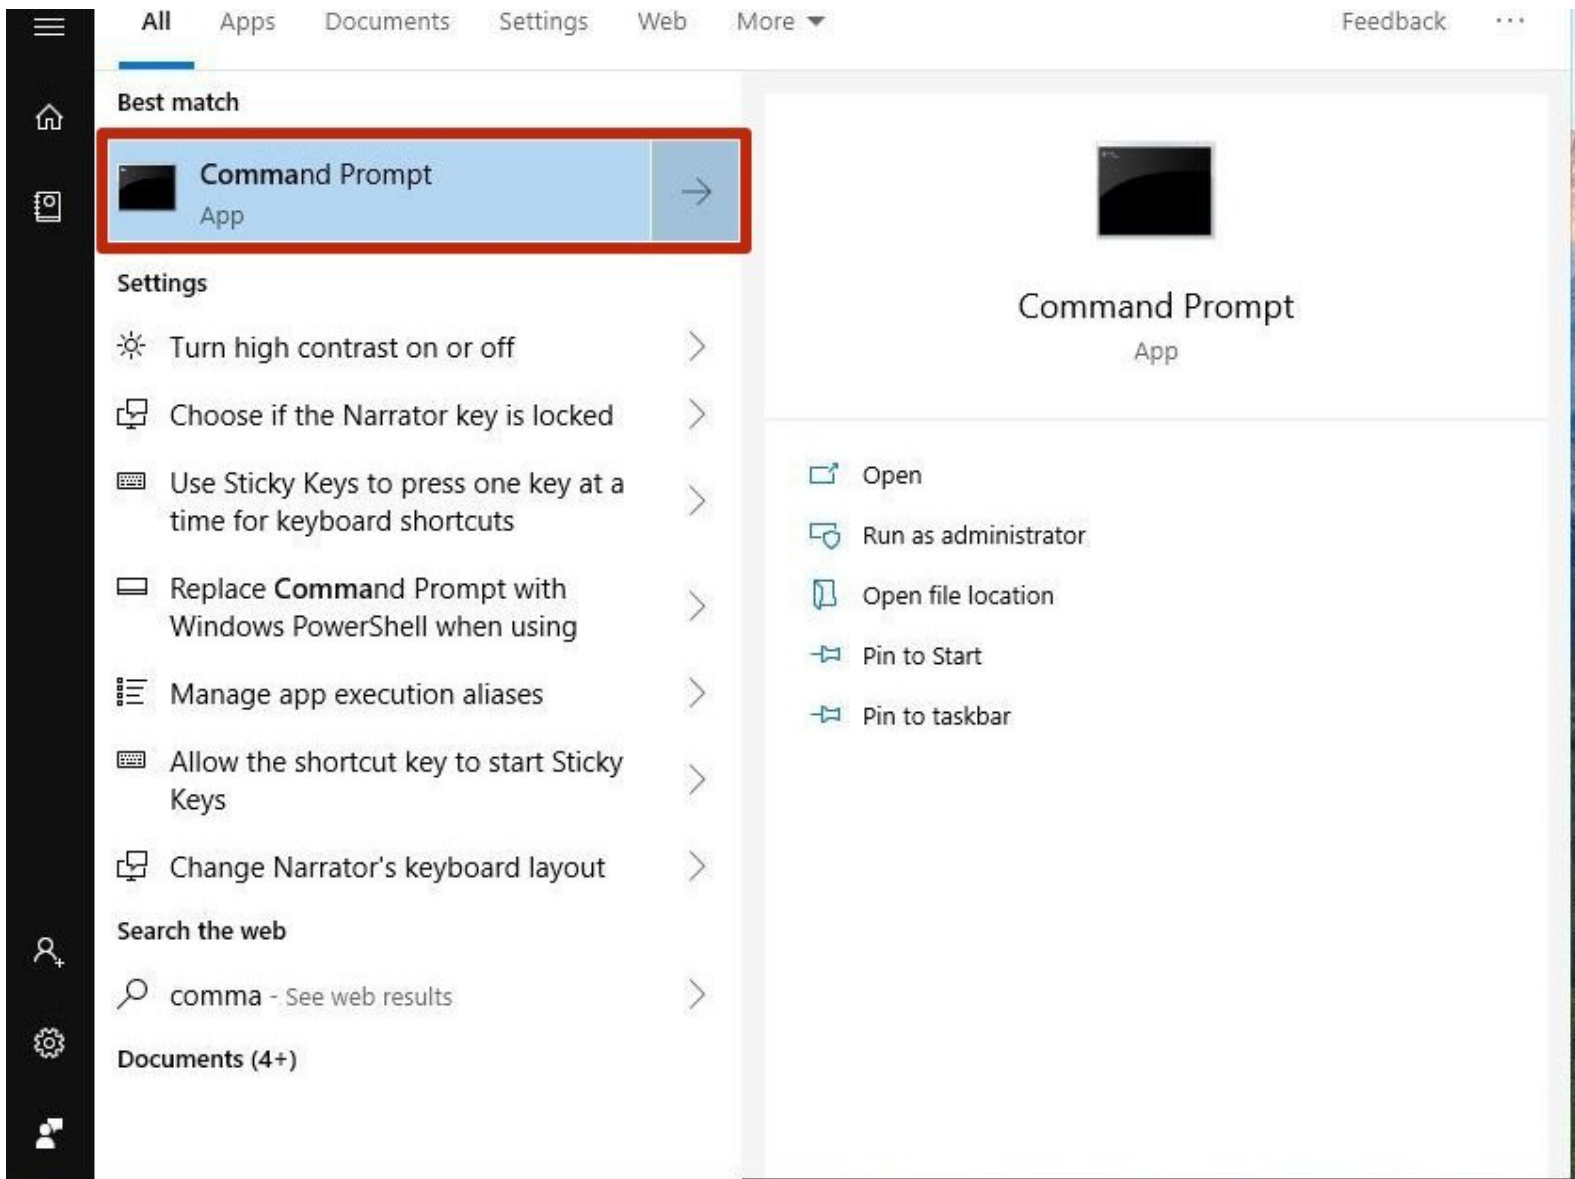 All Apps Documents Settings Web More Feedback ...
Best match
Command Prompt
App
Settings
Turn high contrast on or off
Choose if the Narrator key is locked
Use Sticky Keys to press one key at a
time for keyboard shortcuts
Replace Command Prompt with
Windows PowerShell when using
Manage app execution aliases
Allow the shortcut key to start Sticky
Keys
Change Narrator's keyboard layout
Search the web
comma - See web results
Documents (4+)
Command Prompt
App
Open
Run as administrator
Open file location
Pin to Start
Pin to taskbar